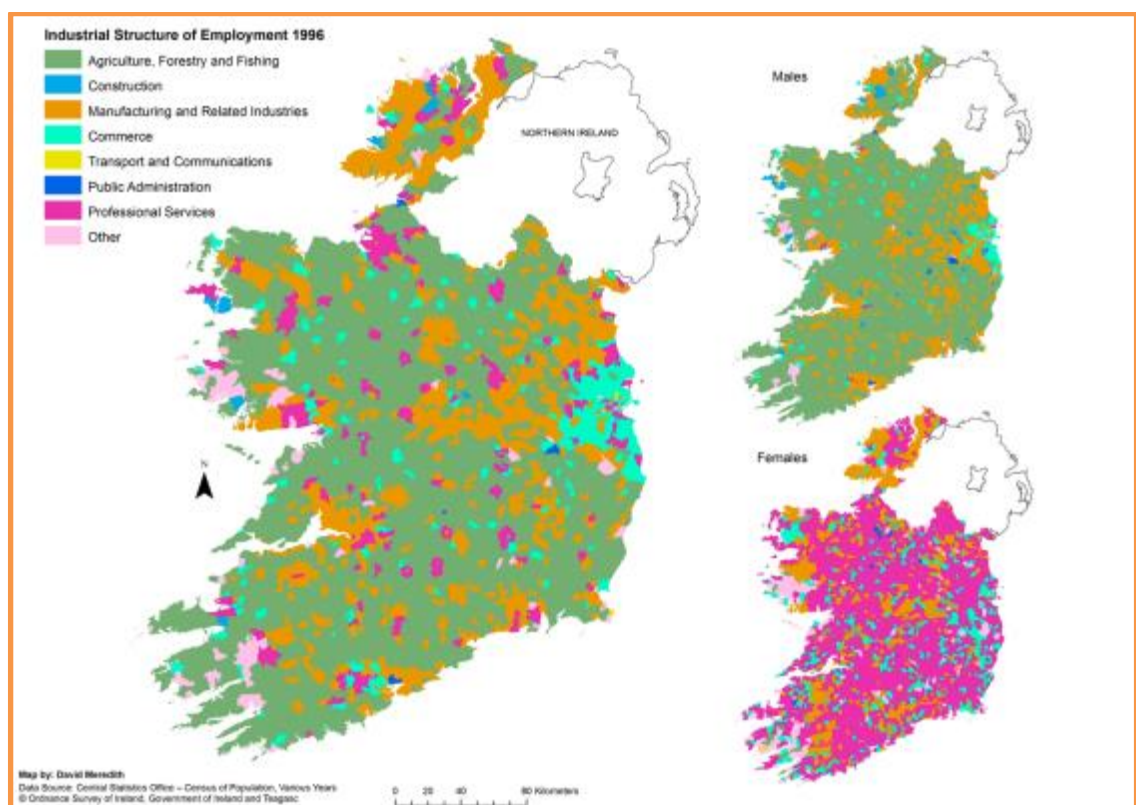 Industrial Structure of Employment 1996
Agriculture, Forestry and Fishing
Construction
Manufacturing and Related Industries
Commerce
Transport and Communications
Public Administration
Professional Services
Other
NORTHERN IRELAND
Males
Females
N
Map by: David Meredith
Data Source: Central Statistics Office – Census of Population, Various Years
© Ordnance Survey of Ireland, Government of Ireland and Teagasc
0 20 40 80 Kilometers